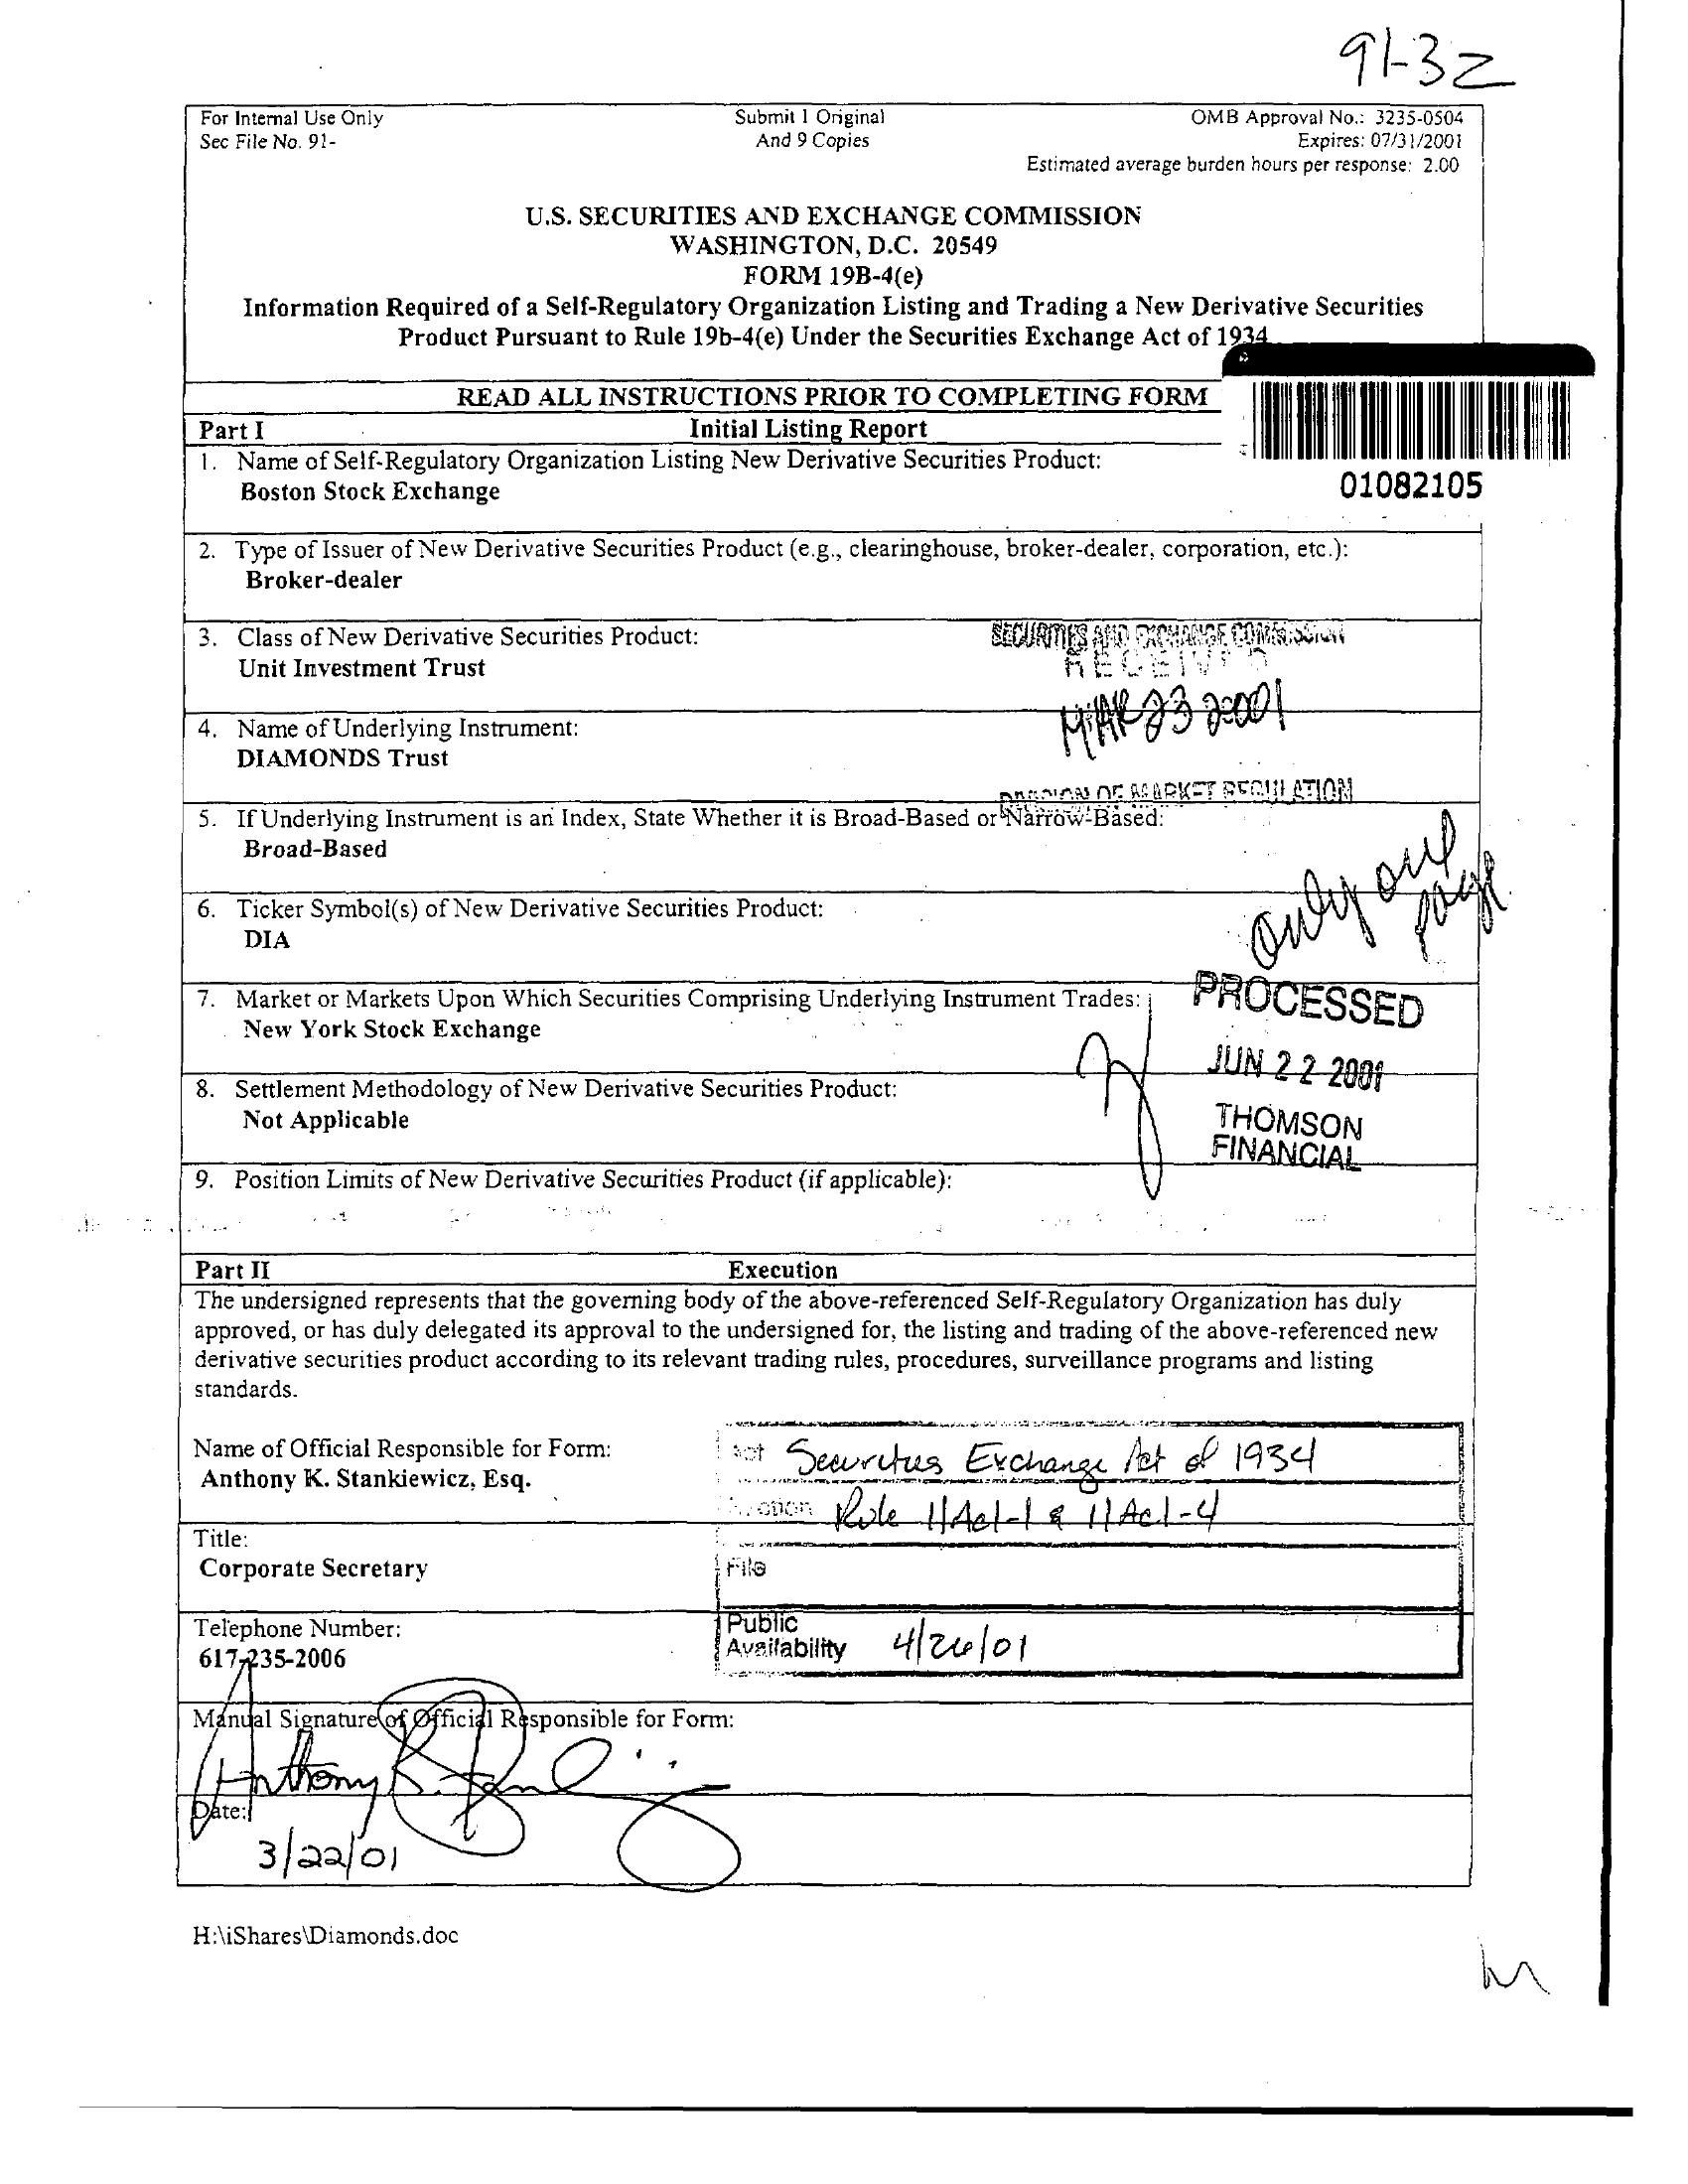 91-32
For Internal Use Only
Sec File No. 91-
Submit 1 Original
And 9 Copies
OMB Approval No.: 3235-0504
Expires: 07/31/2001
Estimated average burden hours per response: 2.00
U.S. SECURITIES AND EXCHANGE COMMISSION
WASHINGTON, D.C. 20549
FORM 19B-4(e)
Information Required of a Self-Regulatory Organization Listing and Trading a New Derivative Securities
Product Pursuant to Rule 19b-4(e) Under the Securities Exchange Act of 1934
READ ALL INSTRUCTIONS PRIOR TO COMPLETING FORM
Part I Initial Listing Report
01082105
1. Name of Self-Regulatory Organization Listing New Derivative Securities Product:
Boston Stock Exchange
2. Type of Issuer of New Derivative Securities Product (e.g., clearinghouse, broker-dealer, corporation, etc.):
Broker-dealer
3. Class of New Derivative Securities Product:
Unit Investment Trust
SECURITIES AND EXCHANGE COMMISSION
RECEIVED
MAR 23 2001
DIVISION OF MARKET REGULATION
4. Name of Underlying Instrument:
DIAMONDS Trust
5. If Underlying Instrument is an Index, State Whether it is Broad-Based or Narrow-Based:
Broad-Based
only one
page
6. Ticker Symbol(s) of New Derivative Securities Product:
DIA
7. Market or Markets Upon Which Securities Comprising Underlying Instrument Trades:
New York Stock Exchange
PROCESSED
JUN 22 2001
THOMSON
FINANCIAL
8. Settlement Methodology of New Derivative Securities Product:
Not Applicable
9. Position Limits of New Derivative Securities Product (if applicable):
Part II Execution
The undersigned represents that the governing body of the above-referenced Self-Regulatory Organization has duly
approved, or has duly delegated its approval to the undersigned for, the listing and trading of the above-referenced new
derivative securities product according to its relevant trading rules, procedures, surveillance programs and listing
standards.
Name of Official Responsible for Form:
Anthony K. Stankiewicz, Esq.
Act Securities Exchange Act of 1934
Section Rule 11Ac1-1 & 11Ac1-4
File
Public
Availability 4/26/01
Title:
Corporate Secretary
Telephone Number:
617-235-2006
Manual Signature of Official Responsible for Form:
Anthony K.
Date:
3/22/01
H:\iShares\Diamonds.doc